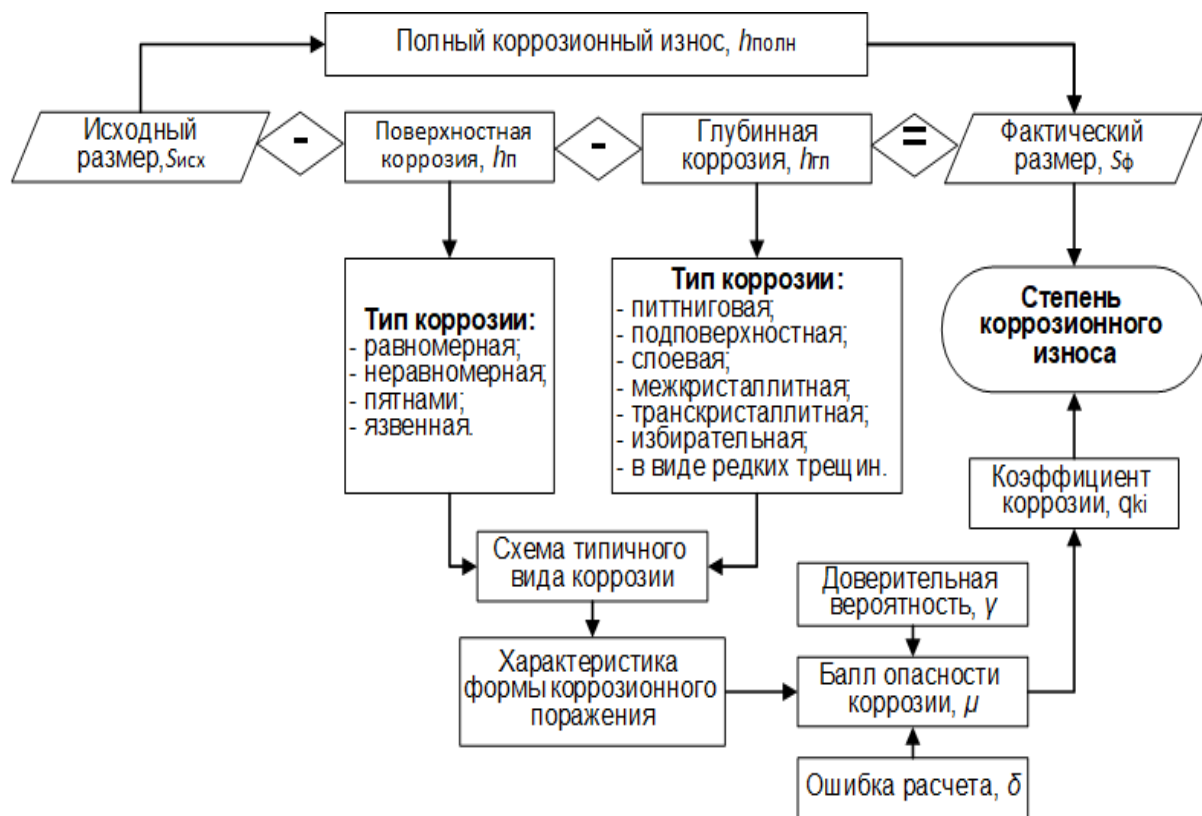 Полный коррозионный износ, hполн
Исходный
размер,Sисх
-
Поверхностная
коррозия, hп
-
Глубинная
коррозия, hгл
=
Фактический
размер, Sф
Тип коррозии:
- равномерная;
- неравномерная;
- пятнами;
- язвенная.
Тип коррозии:
- питтниговая;
- подповерхностная;
- слоевая;
- межкристаллитная;
- транскристаллитная;
- избирательная;
- в виде редких трещин.
Степень
коррозионного
износа
Коэффициент
коррозии, qki
Схема типичного
вида коррозии
Доверительная
вероятность, γ
Характеристика
формы коррозионного
поражения
Балл опасности
коррозии, μ
Ошибка расчета, δ